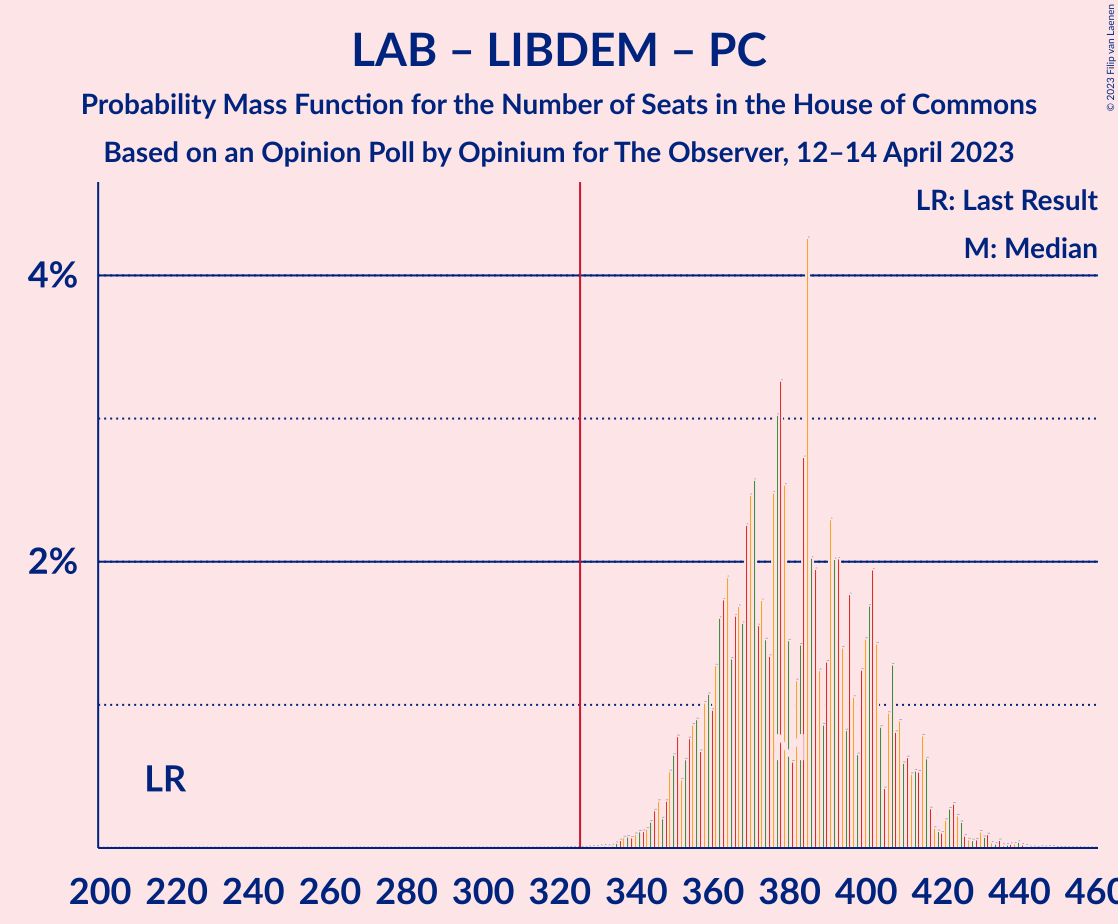 LAB – LIBDEM – PC
Probability Mass Function for the Number of Seats in the House of Commons
Based on an Opinion Poll by Opinium for The Observer, 12–14 April 2023
© 2023 Filip van Laenen
LR: Last Result
M: Median
4%
2%
LR
M
200 220 240 260 280 300 320 340 360 380 400 420 440 460